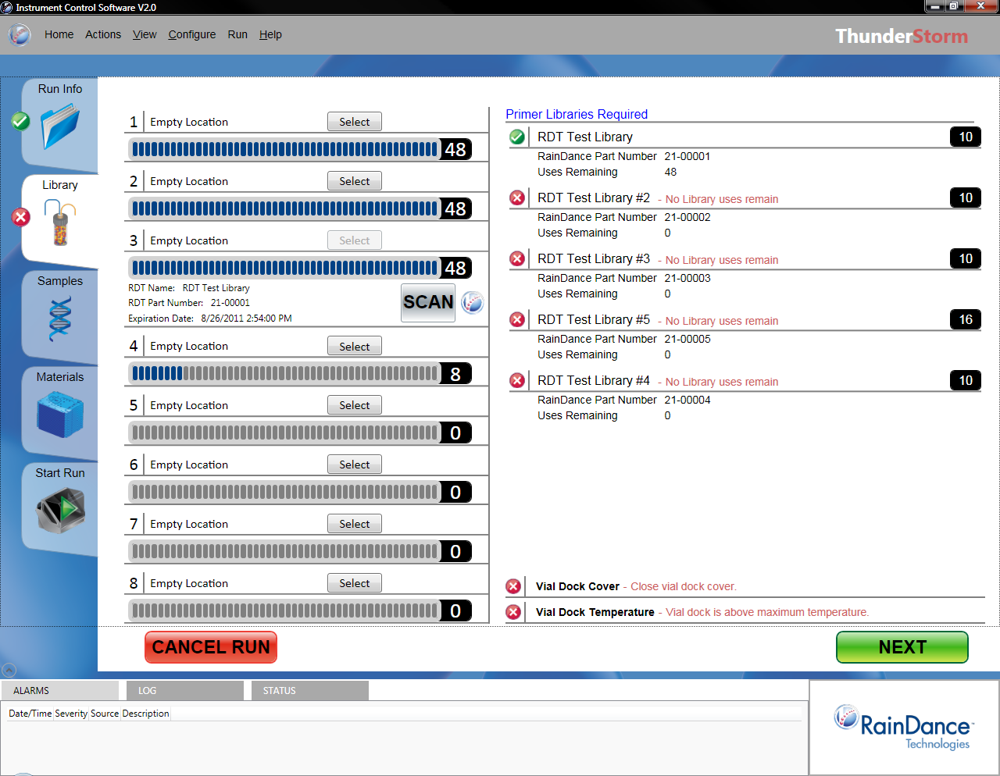 Instrument Control Software V2.0
Home Actions View Configure Run Help
ThunderStorm
Run Info
Library
Samples
Materials
Start Run
1 Empty Location Select
48
2 Empty Location Select
48
3 Empty Location Select
48
RDT Name: RDT Test Library
RDT Part Number: 21-00001
Expiration Date: 8/26/2011 2:54:00 PM
SCAN
4 Empty Location Select
8
5 Empty Location Select
0
6 Empty Location Select
0
7 Empty Location Select
0
8 Empty Location Select
0
Primer Libraries Required
RDT Test Library 10
RainDance Part Number 21-00001
Uses Remaining 48
RDT Test Library #2 - No Library uses remain 10
RainDance Part Number 21-00002
Uses Remaining 0
RDT Test Library #3 - No Library uses remain 10
RainDance Part Number 21-00003
Uses Remaining 0
RDT Test Library #5 - No Library uses remain 16
RainDance Part Number 21-00005
Uses Remaining 0
RDT Test Library #4 - No Library uses remain 10
RainDance Part Number 21-00004
Uses Remaining 0
Vial Dock Cover - Close vial dock cover.
Vial Dock Temperature - Vial dock is above maximum temperature.
CANCEL RUN
NEXT
ALARMS LOG STATUS
Date/Time Severity Source Description
RainDance™
Technologies